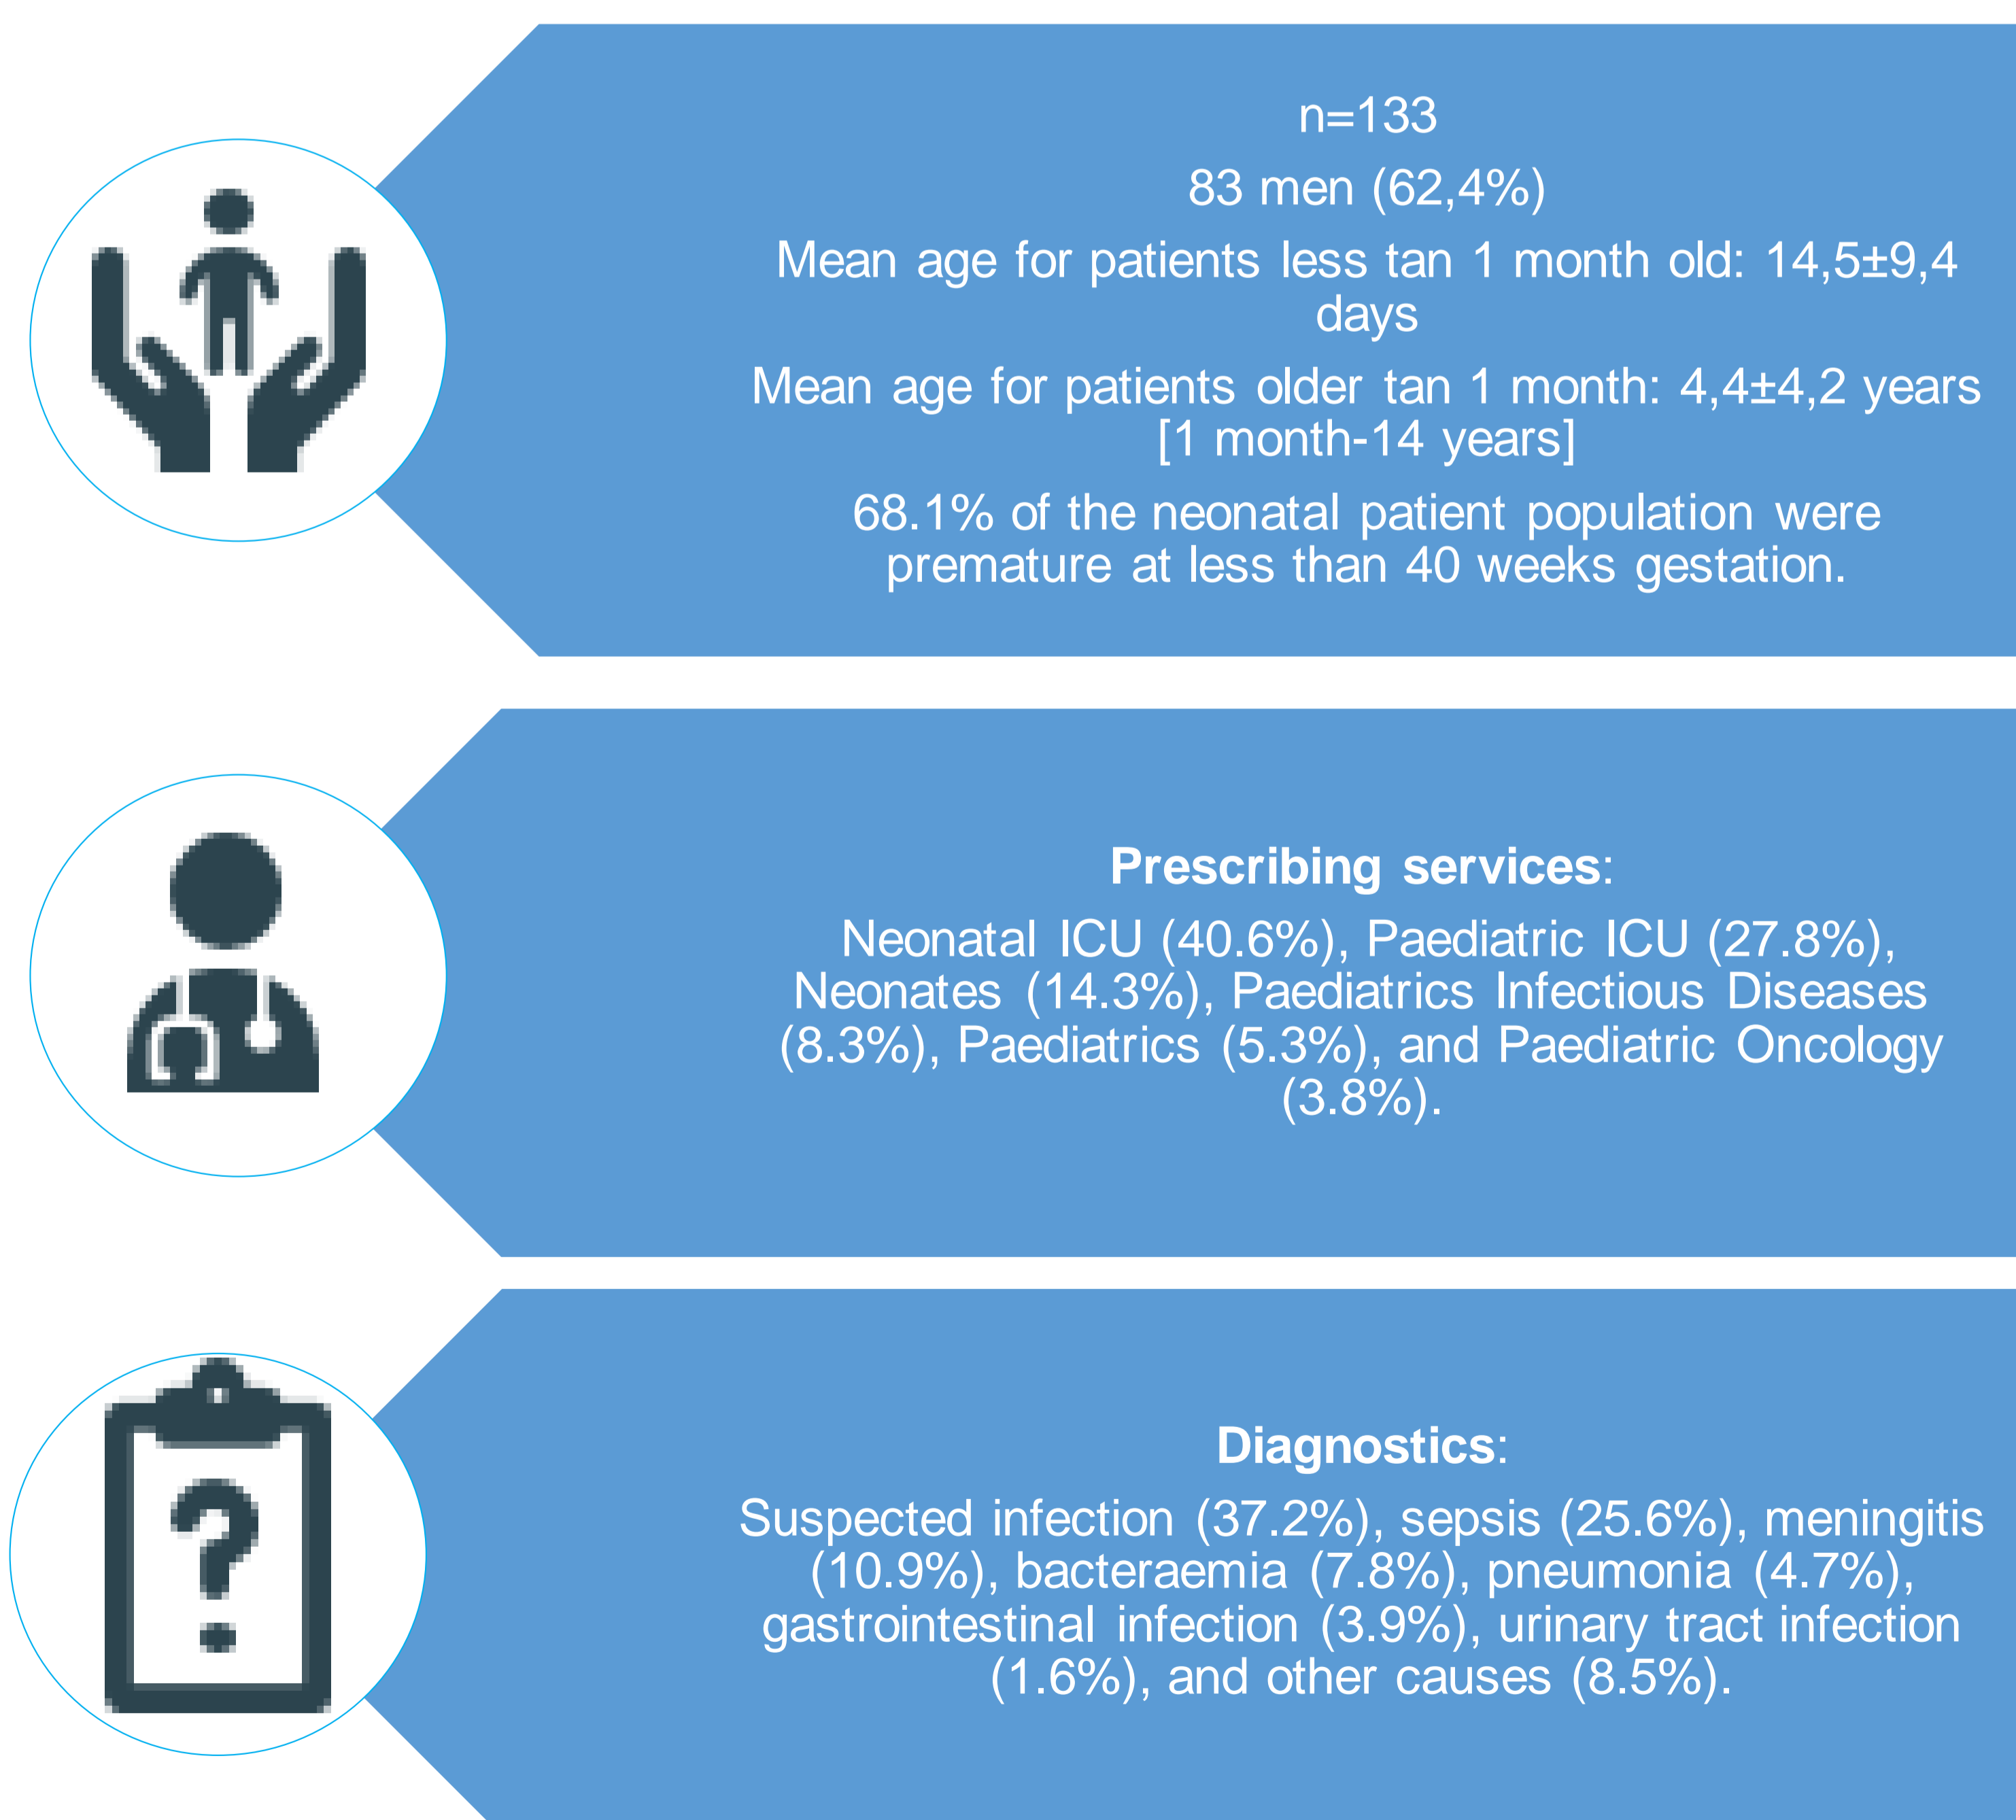 n=133
83 men (62,4%)
Mean age for patients less tan 1 month old: 14,5±9,4
days
Mean age for patients older tan 1 month: 4,4±4,2 years
[1 month-14 years]
68.1% of the neonatal patient population were
premature at less than 40 weeks gestation.
Prescribing services:
Neonatal ICU (40.6%), Paediatric ICU (27.8%),
Neonates (14.3%), Paediatrics Infectious Diseases
(8.3%), Paediatrics (5.3%), and Paediatric Oncology
(3.8%).
Diagnostics:
Suspected infection (37.2%), sepsis (25.6%), meningitis
(10.9%), bacteraemia (7.8%), pneumonia (4.7%),
gastrointestinal infection (3.9%), urinary tract infection
(1.6%), and other causes (8.5%).
?